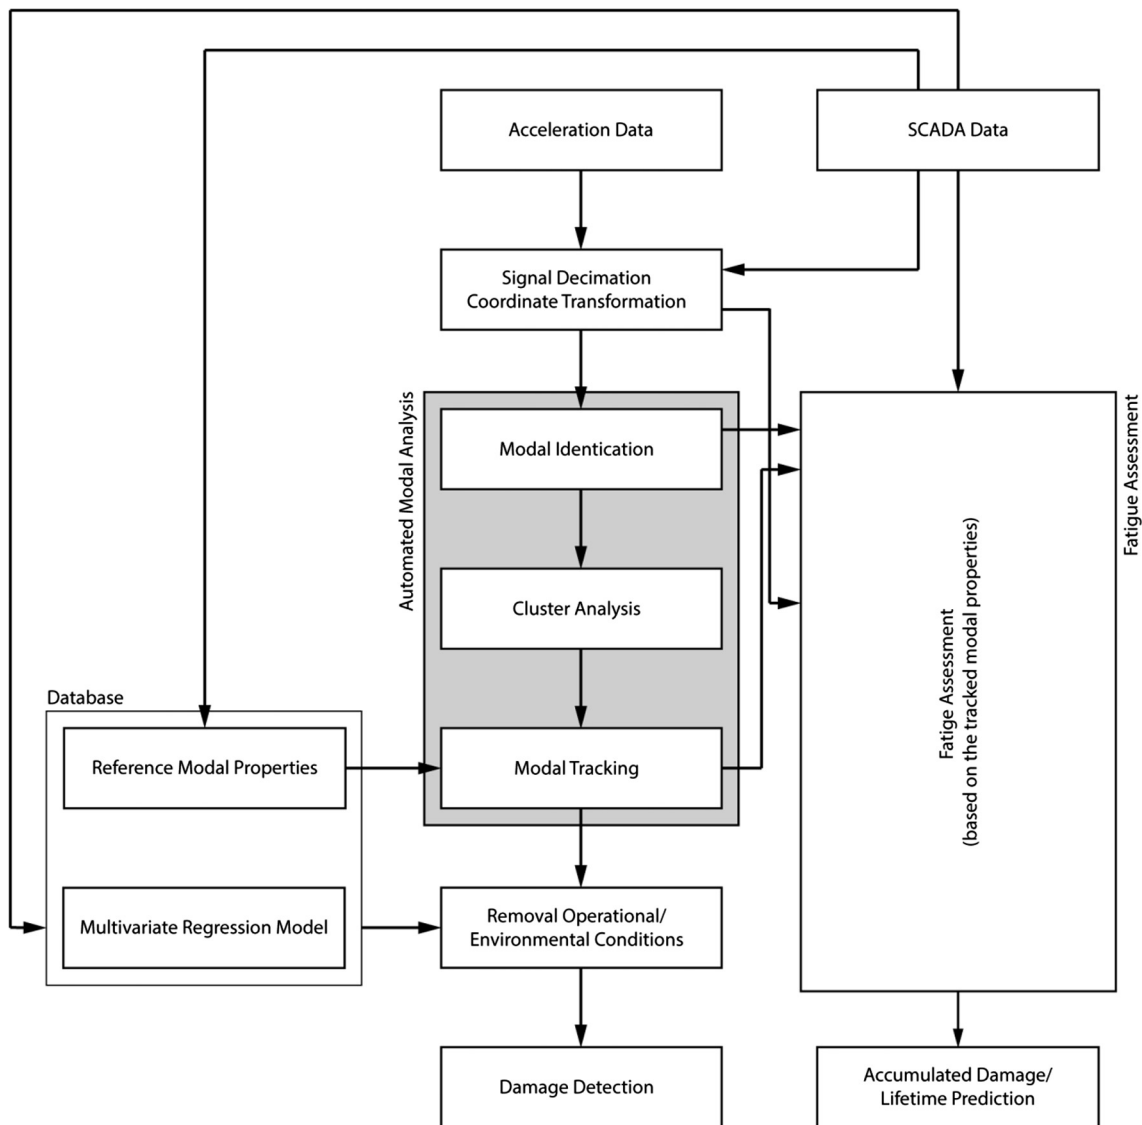 Acceleration Data
SCADA Data
Signal Decimation
Coordinate Transformation
Automated Modal Analysis
Modal Identication
Cluster Analysis
Modal Tracking
Fatigue Assessment
Fatige Assessment
(based on the tracked modal properties)
Database
Reference Modal Properties
Multivariate Regression Model
Removal Operational/
Environmental Conditions
Damage Detection
Accumulated Damage/
Lifetime Prediction